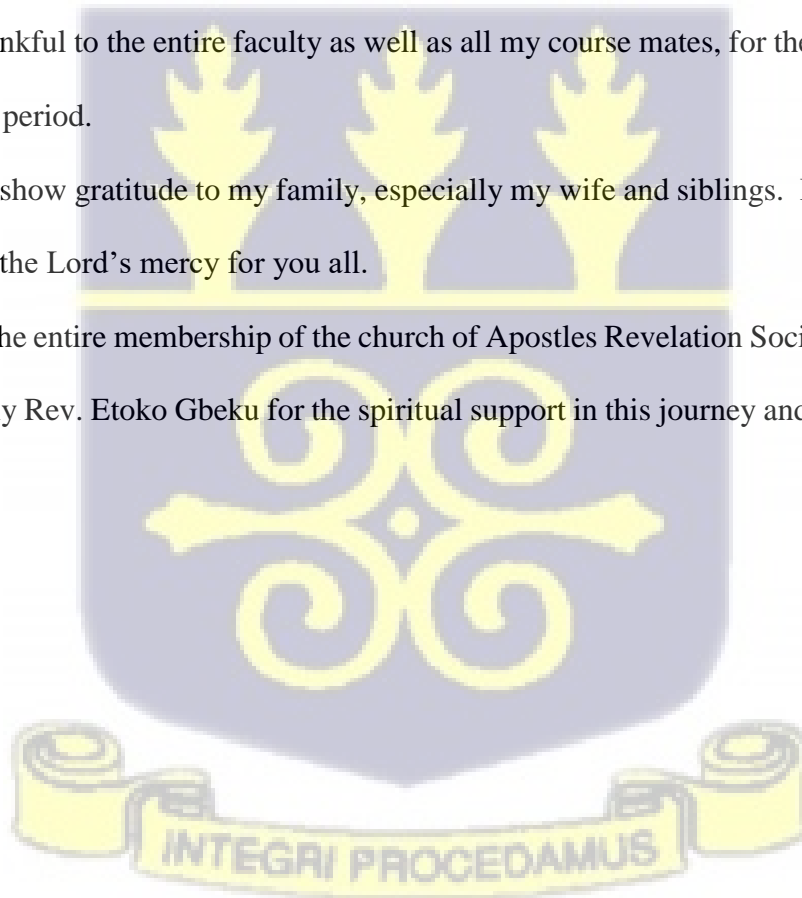 nkful to the entire faculty as well as all my course mates, for the
period.
show gratitude to my family, especially my wife and siblings.
the Lord’s mercy for you all.
he entire membership of the church of Apostles Revelation Soci
y Rev. Etoko Gbeku for the spiritual support in this journey and
INTEGRI PROCEDAMUS